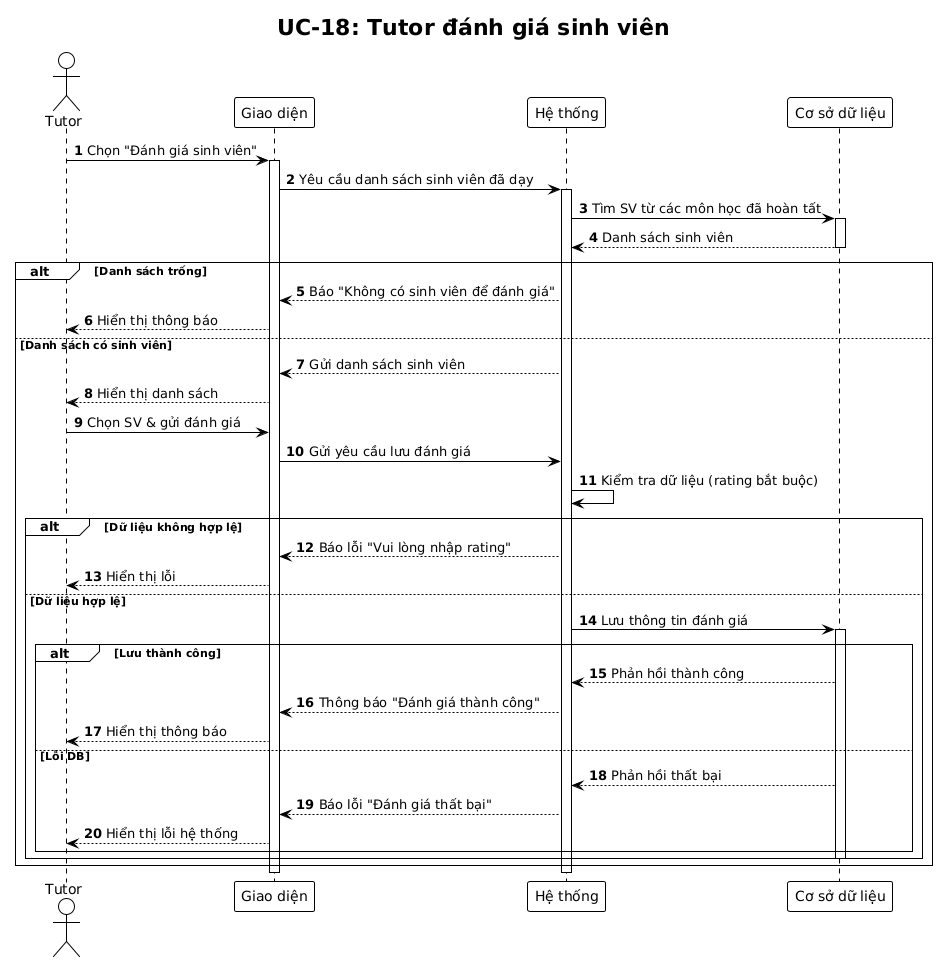 UC-18: Tutor đánh giá sinh viên
Tutor
Giao diện
Hệ thống
Cơ sở dữ liệu
1 Chọn "Đánh giá sinh viên"
2 Yêu cầu danh sách sinh viên đã dạy
3 Tìm SV từ các môn học đã hoàn tất
4 Danh sách sinh viên
alt [Danh sách trống]
5 Báo "Không có sinh viên để đánh giá"
6 Hiển thị thông báo
[Danh sách có sinh viên]
7 Gửi danh sách sinh viên
8 Hiển thị danh sách
9 Chọn SV & gửi đánh giá
10 Gửi yêu cầu lưu đánh giá
11 Kiểm tra dữ liệu (rating bắt buộc)
alt [Dữ liệu không hợp lệ]
12 Báo lỗi "Vui lòng nhập rating"
13 Hiển thị lỗi
[Dữ liệu hợp lệ]
14 Lưu thông tin đánh giá
alt [Lưu thành công]
15 Phản hồi thành công
16 Thông báo "Đánh giá thành công"
17 Hiển thị thông báo
[Lỗi DB]
18 Phản hồi thất bại
19 Báo lỗi "Đánh giá thất bại"
20 Hiển thị lỗi hệ thống
Tutor
Giao diện
Hệ thống
Cơ sở dữ liệu